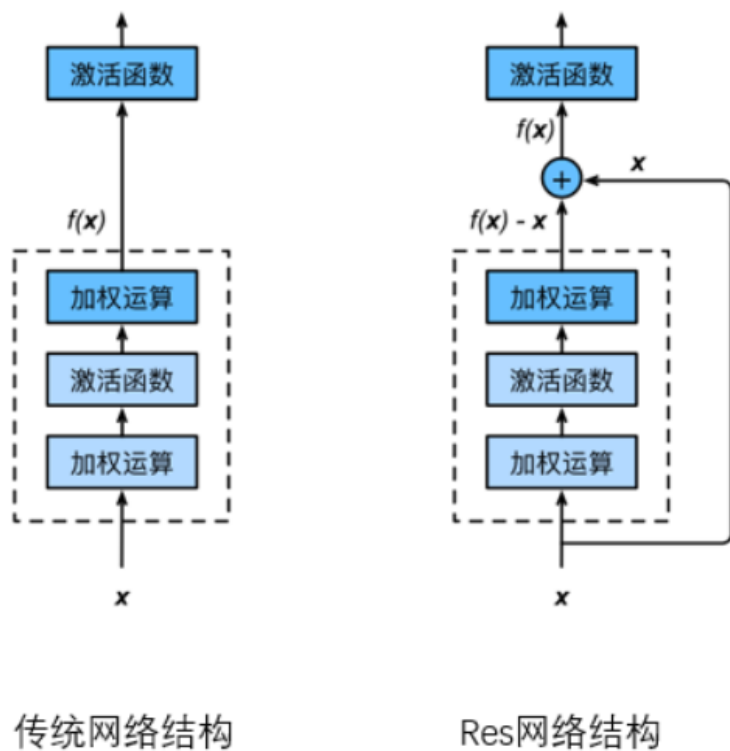 激活函数
f(x)
加权运算
激活函数
加权运算
x
传统网络结构
激活函数
f(x)
x
+
f(x) - x
加权运算
激活函数
加权运算
x
Res网络结构